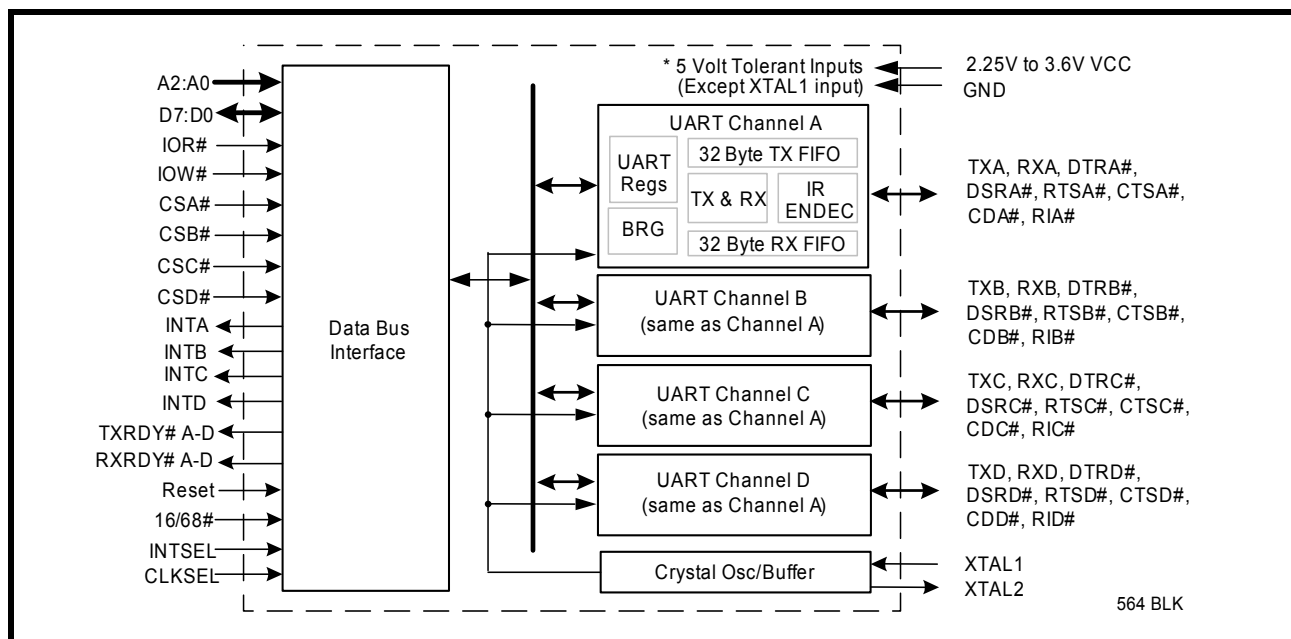 A2:A0
D7:D0
IOR#
IOW#
CSA#
CSB#
CSC#
CSD#
INTA
INTB
INTC
INTD
TXRDY# A-D
RXRDY# A-D
Reset
16/68#
INTSEL
CLKSEL
Data Bus
Interface
* 5 Volt Tolerant Inputs
(Except XTAL1 input)
2.25V to 3.6V VCC
GND
UART Channel A
UART
Regs
BRG
32 Byte TX FIFO
TX & RX
IR
ENDEC
32 Byte RX FIFO
TXA, RXA, DTRA#,
DSRA#, RTSA#, CTSA#,
CDA#, RIA#
UART Channel B
(same as Channel A)
TXB, RXB, DTRB#,
DSRB#, RTSB#, CTSB#,
CDB#, RIB#
UART Channel C
(same as Channel A)
TXC, RXC, DTRC#,
DSRC#, RTSC#, CTSC#,
CDC#, RIC#
UART Channel D
(same as Channel A)
TXD, RXD, DTRD#,
DSRD#, RTSD#, CTSD#,
CDD#, RID#
Crystal Osc/Buffer
XTAL1
XTAL2
564 BLK